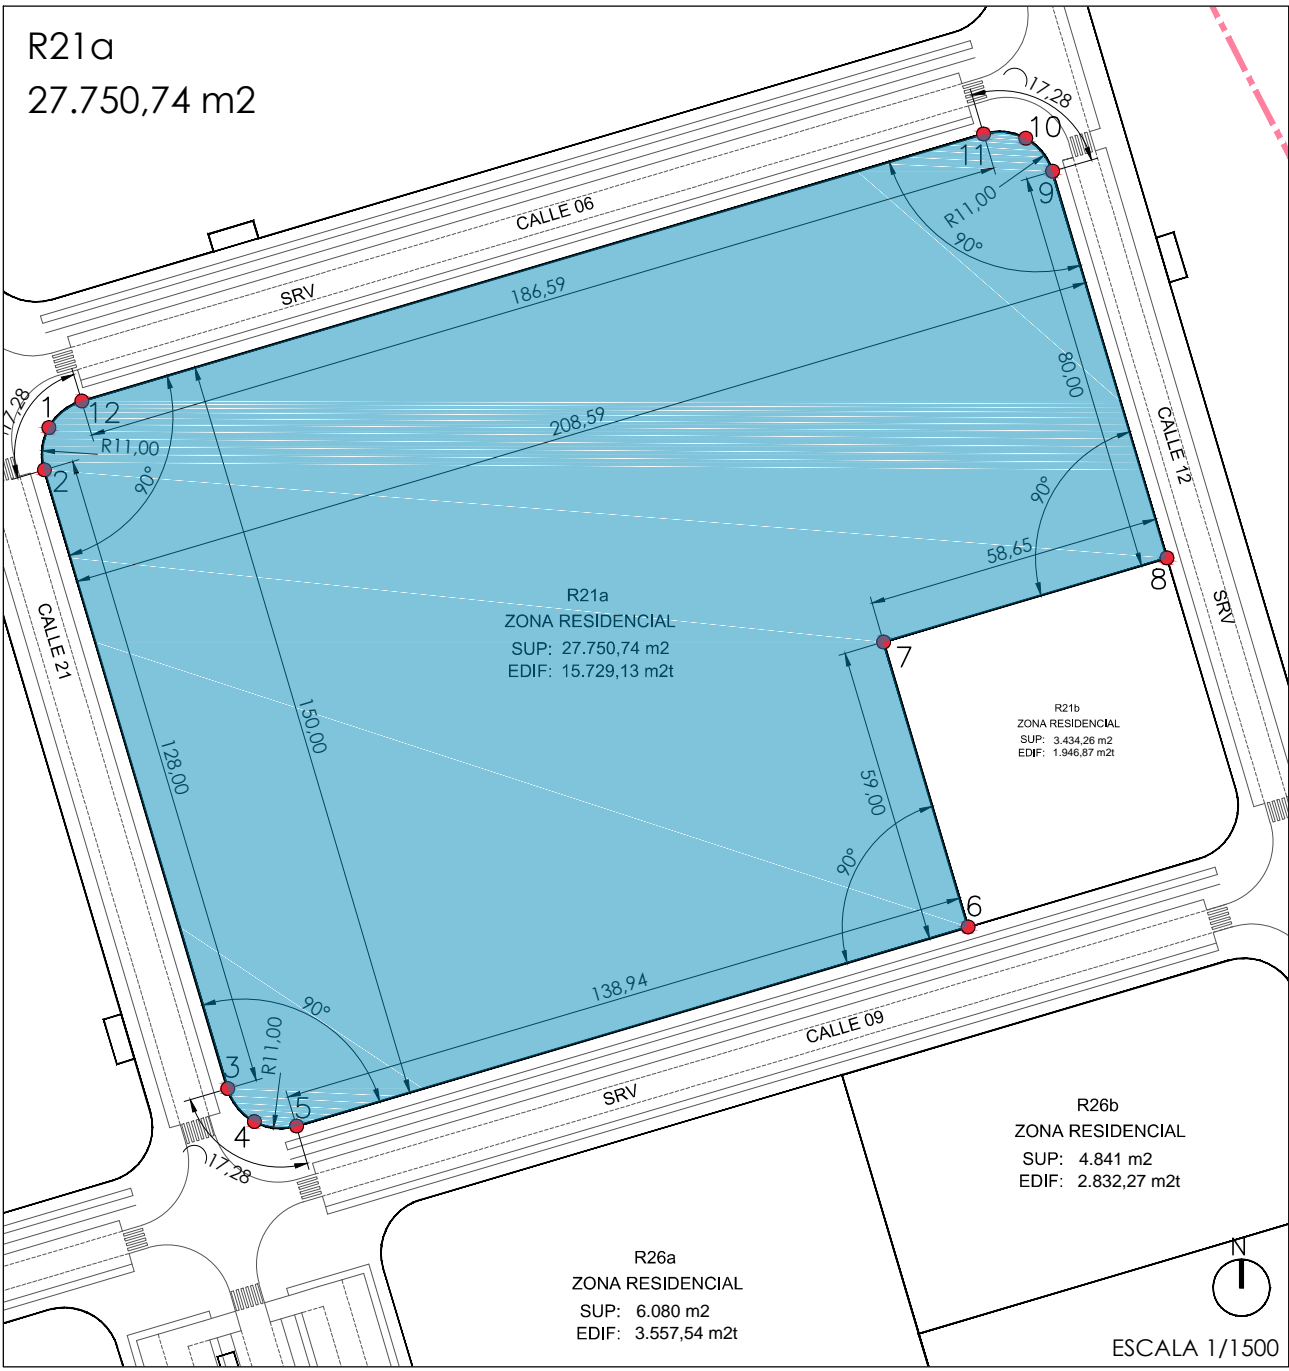 R21a
27.750,74 m2
17,28
10
11
9
CALLE 06
R11,00
90°
SRV
186,59
80,00
17,28
1
12
208,59
R11,00
2
90°
CALLE 12
90°
58,65
8
R21a
ZONA RESIDENCIAL
SUP: 27.750,74 m2
EDIF: 15.729,13 m2t
SRV
CALLE 21
7
150,00
R21b
ZONA RESIDENCIAL
SUP: 3.434,26 m2
EDIF: 1.946,87 m2t
128,00
59,00
90°
6
138,94
90°
R11,00
CALLE 09
3
4
5
SRV
17,28
R26b
ZONA RESIDENCIAL
SUP: 4.841 m2
EDIF: 2.832,27 m2t
R26a
ZONA RESIDENCIAL
SUP: 6.080 m2
EDIF: 3.557,54 m2t
N
ESCALA 1/1500